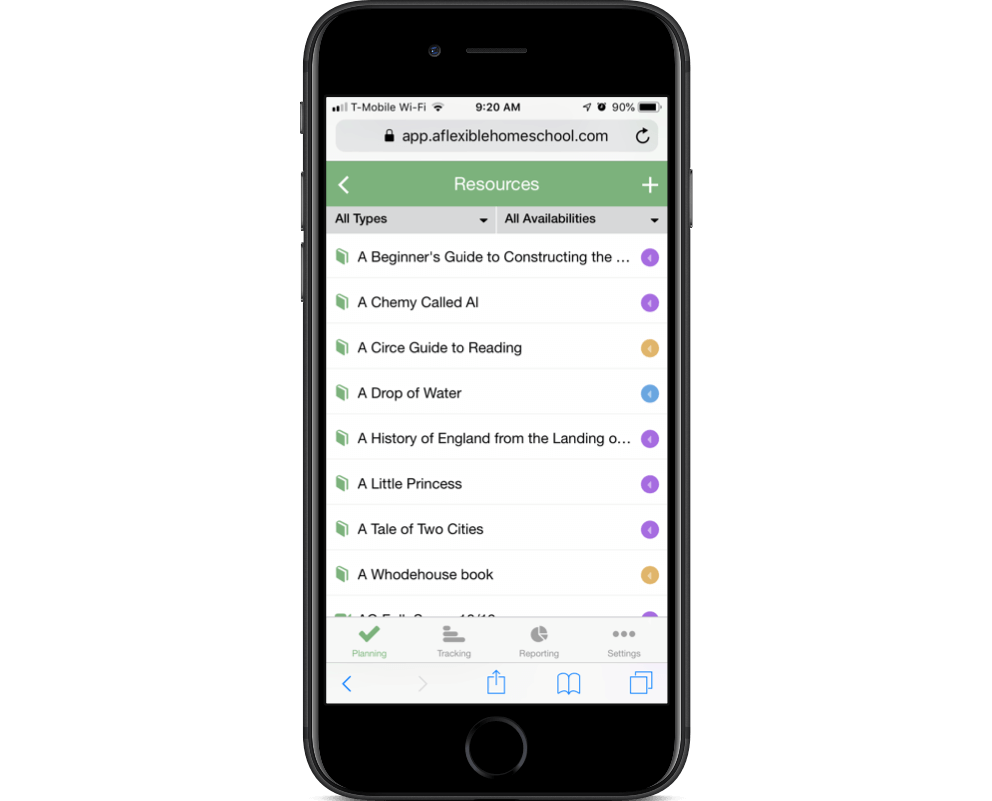 T-Mobile Wi-Fi 9:20 AM 90%
app.aflexiblehomeschool.com
Resources
All Types All Availabilities
A Beginner's Guide to Constructing the ...
A Chemy Called Al
A Circe Guide to Reading
A Drop of Water
A History of England from the Landing o...
A Little Princess
A Tale of Two Cities
A Whodehouse book
Planning Tracking Reporting Settings